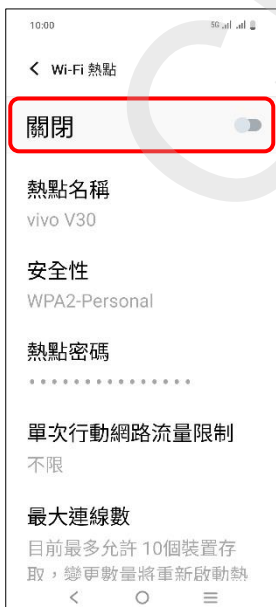 10:00
5G
Wi-Fi 熱點
關閉
熱點名稱
vivo V30
安全性
WPA2-Personal
熱點密碼
• • • • • • • • • • • • • • •
單次行動網路流量限制
不限
最大連線數
目前最多允許 10個裝置存
取，變更數量將重新啟動熱